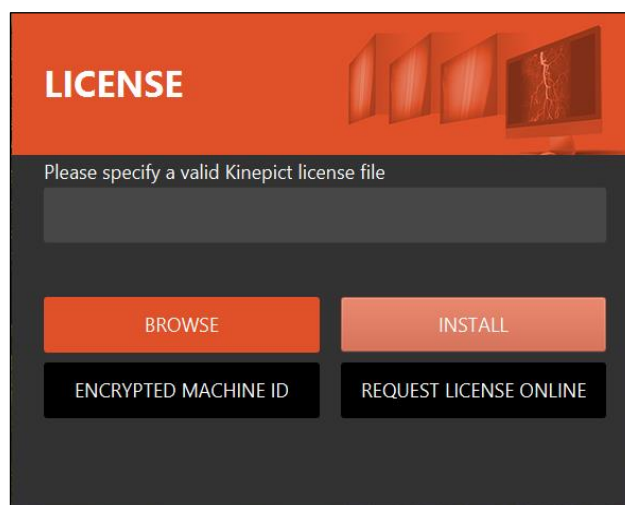 LICENSE
Please specify a valid Kinepict license file
BROWSE
INSTALL
ENCRYPTED MACHINE ID
REQUEST LICENSE ONLINE